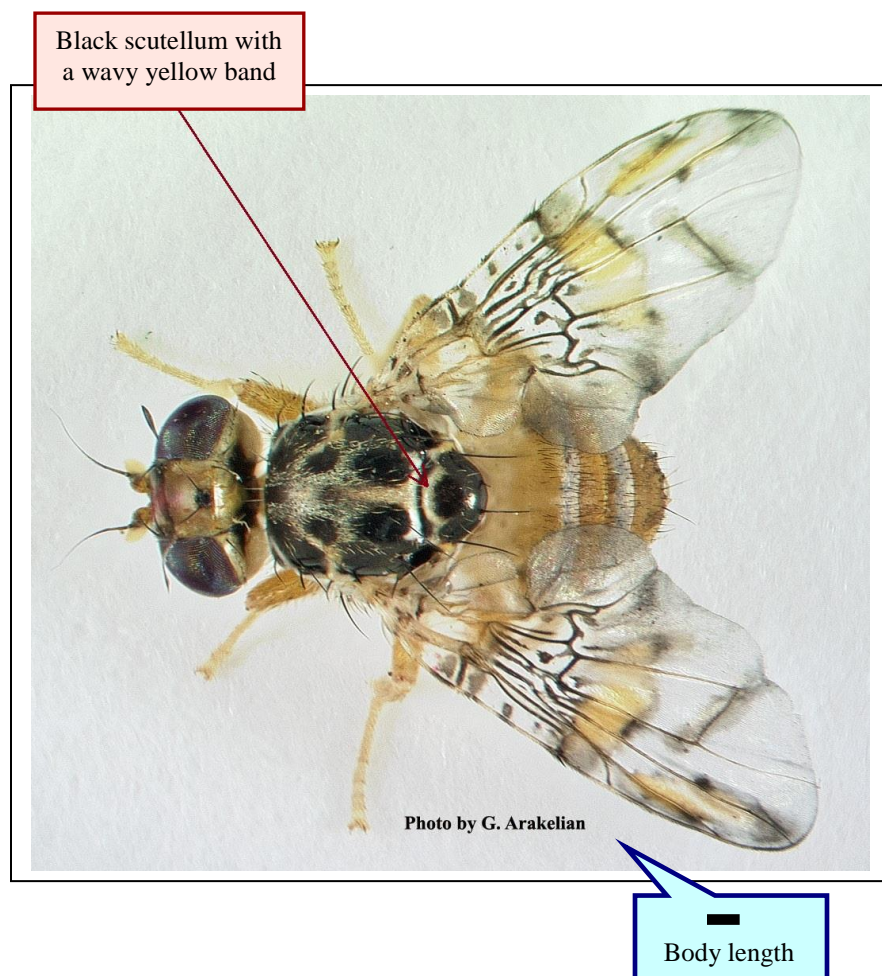 Black scutellum with
a wavy yellow band
Photo by G. Arakelian
Body length